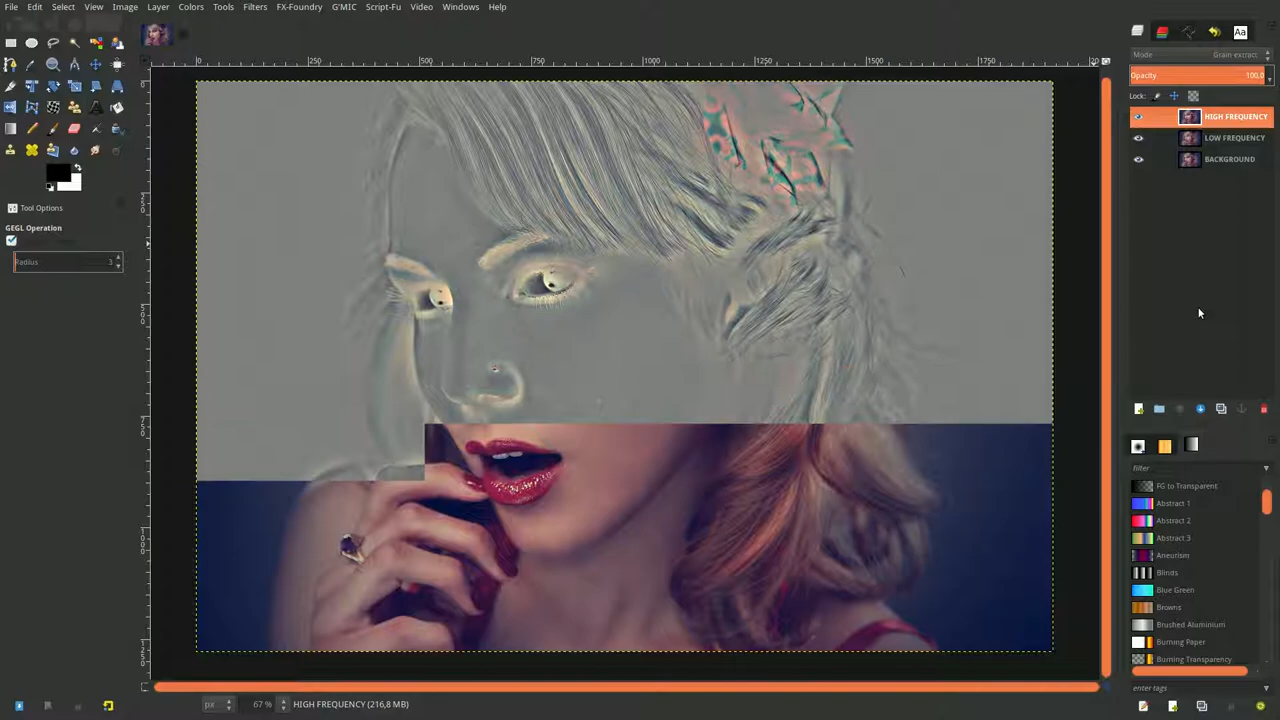 File Edit Select View Image Layer Colors Tools Filters FX-Foundry G'MIC Script-Fu Video Windows Help
Mode Grain extract
0 250 500 750 1000 1250 1500 1750
Opacity 100,0
Lock:
HIGH FREQUENCY
LOW FREQUENCY
BACKGROUND
Tool Options
GEGL Operation
Radius 3
filter
FG to Transparent
Abstract 1
Abstract 2
Abstract 3
Aneurism
Blinds
Blue Green
Browns
Brushed Aluminium
Burning Paper
Burning Transparency
enter tags
px 67 % HIGH FREQUENCY (216,8 MB)